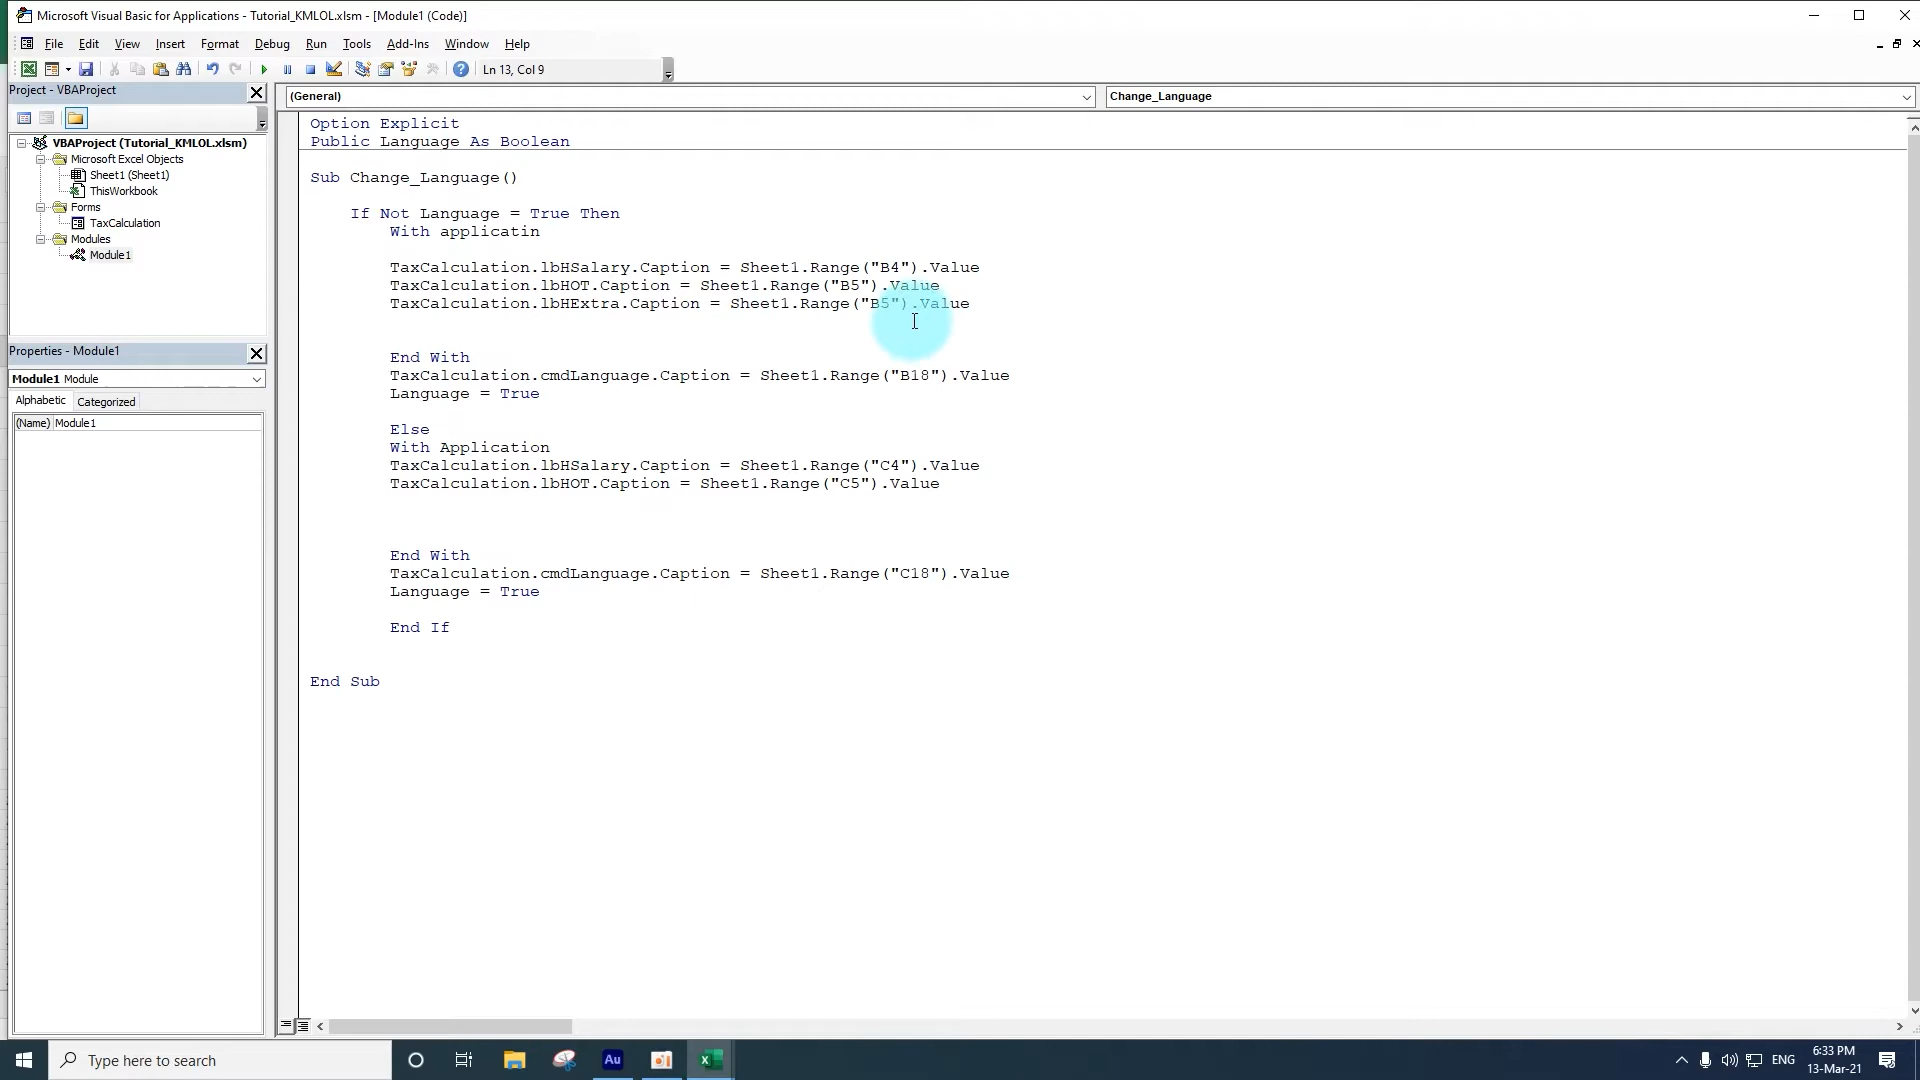 Microsoft Visual Basic for Applications - Tutorial_KMLOL.xlsm - [Module1 (Code)]
File Edit View Insert Format Debug Run Tools Add-Ins Window Help
Ln 13, Col 9
Project - VBAProject
(General)
Change_Language
VBAProject (Tutorial_KMLOL.xlsm)
Microsoft Excel Objects
Sheet1 (Sheet1)
ThisWorkbook
Forms
TaxCalculation
Modules
Module1
Properties - Module1
Module1 Module
Alphabetic Categorized
(Name) Module1
Option Explicit
Public Language As Boolean
Sub Change_Language()
If Not Language = True Then
With applicatin
TaxCalculation.lbHSalary.Caption = Sheet1.Range("B4").Value
TaxCalculation.lbHOT.Caption = Sheet1.Range("B5").Value
TaxCalculation.lbHExtra.Caption = Sheet1.Range("B5").Value
End With
TaxCalculation.cmdLanguage.Caption = Sheet1.Range("B18").Value
Language = True
Else
With Application
TaxCalculation.lbHSalary.Caption = Sheet1.Range("C4").Value
TaxCalculation.lbHOT.Caption = Sheet1.Range("C5").Value
End With
TaxCalculation.cmdLanguage.Caption = Sheet1.Range("C18").Value
Language = True
End If
End Sub
Type here to search
Au
ENG
6:33 PM
13-Mar-21